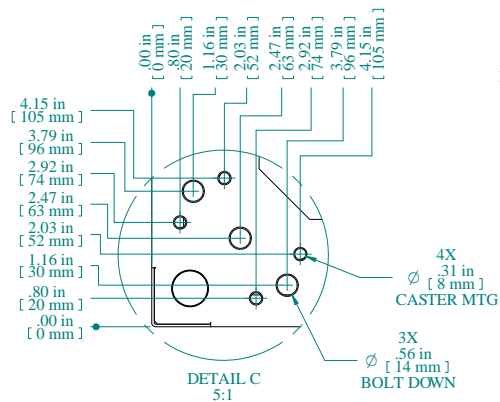 .00 in
[ 0 mm ]
.80 in
[ 20 mm ]
1.16 in
[ 30 mm ]
2.03 in
[ 52 mm ]
2.47 in
[ 63 mm ]
2.92 in
[ 74 mm ]
3.79 in
[ 96 mm ]
4.15 in
[ 105 mm ]
4.15 in
[ 105 mm ]
3.79 in
[ 96 mm ]
2.92 in
[ 74 mm ]
2.47 in
[ 63 mm ]
2.03 in
[ 52 mm ]
1.16 in
[ 30 mm ]
.80 in
[ 20 mm ]
.00 in
[ 0 mm ]
4X
∅ .31 in
[ 8 mm ]
CASTER MTG
3X
∅ .56 in
[ 14 mm ]
BOLT DOWN
DETAIL C
5:1